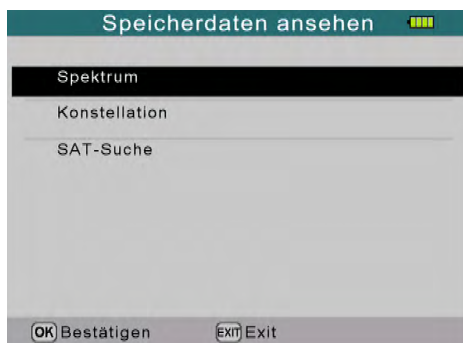 Speicherdaten ansehen
Spektrum
Konstellation
SAT-Suche
OK Bestätigen EXIT Exit